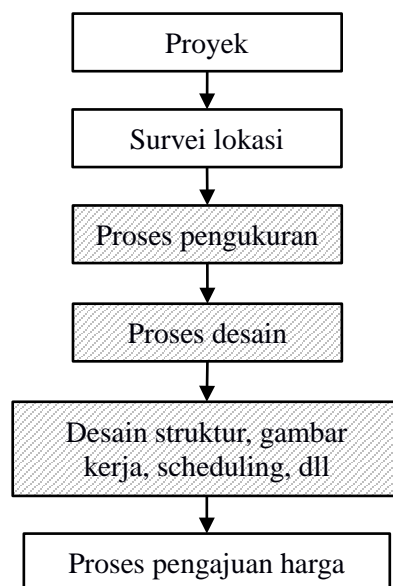 Proyek
Survei lokasi
Proses pengukuran
Proses desain
Desain struktur, gambar
kerja, scheduling, dll
Proses pengajuan harga